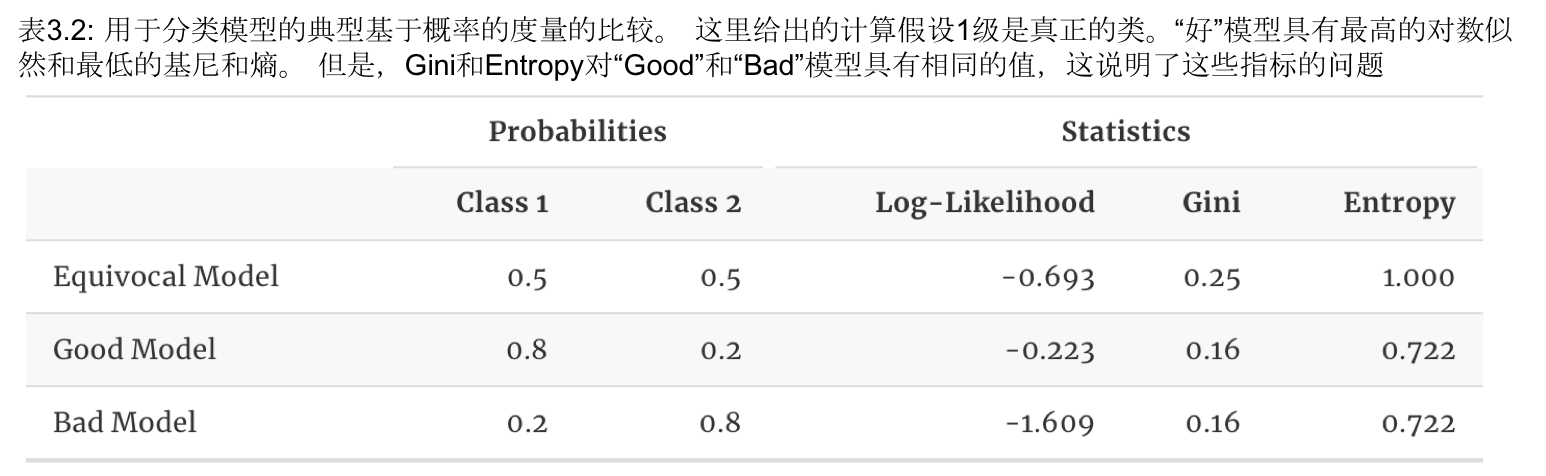 表3.2: 用于分类模型的典型基于概率的度量的比较。 这里给出的计算假设1级是真正的类。“好”模型具有最高的对数似
然和最低的基尼和熵。 但是，Gini和Entropy对“Good”和“Bad”模型具有相同的值，这说明了这些指标的问题
Probabilities Statistics
Class 1 Class 2 Log-Likelihood Gini Entropy
Equivocal Model 0.5 0.5 -0.693 0.25 1.000
Good Model 0.8 0.2 -0.223 0.16 0.722
Bad Model 0.2 0.8 -1.609 0.16 0.722